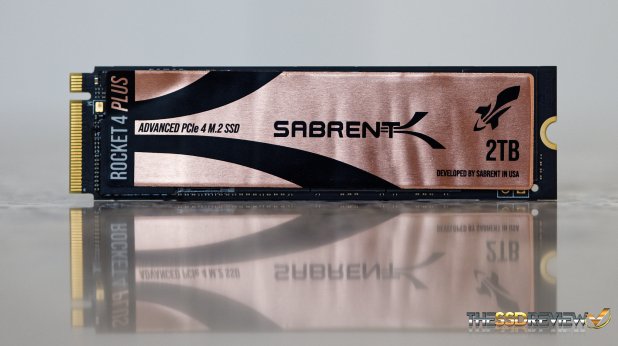 ROCKET 4 PLUS
ADVANCED PCIe 4 M.2 SSD
SABRENT
2TB
DEVELOPED BY SABRENT IN USA
THESSDREVIEW